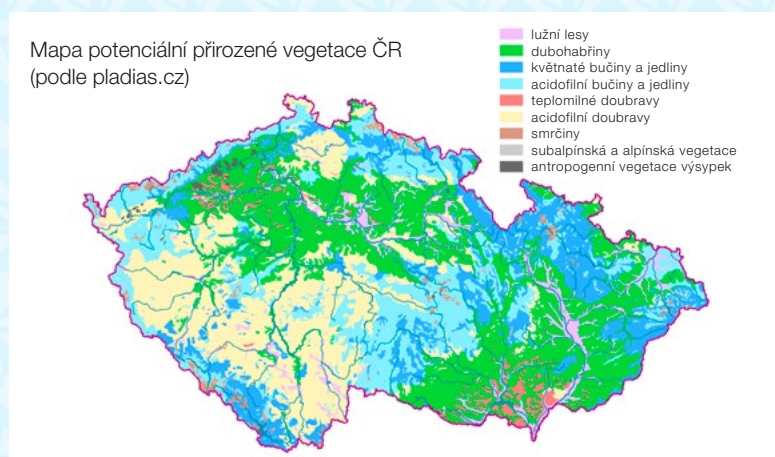 Mapa potenciální přirozené vegetace ČR
(podle pladias.cz)
lužní lesy
dubohabřiny
květnaté bučiny a jedliny
acidofilní bučiny a jedliny
teplomilné doubravy
acidofilní doubravy
smrčiny
subalpínská a alpínská vegetace
antropogenní vegetace výsypek